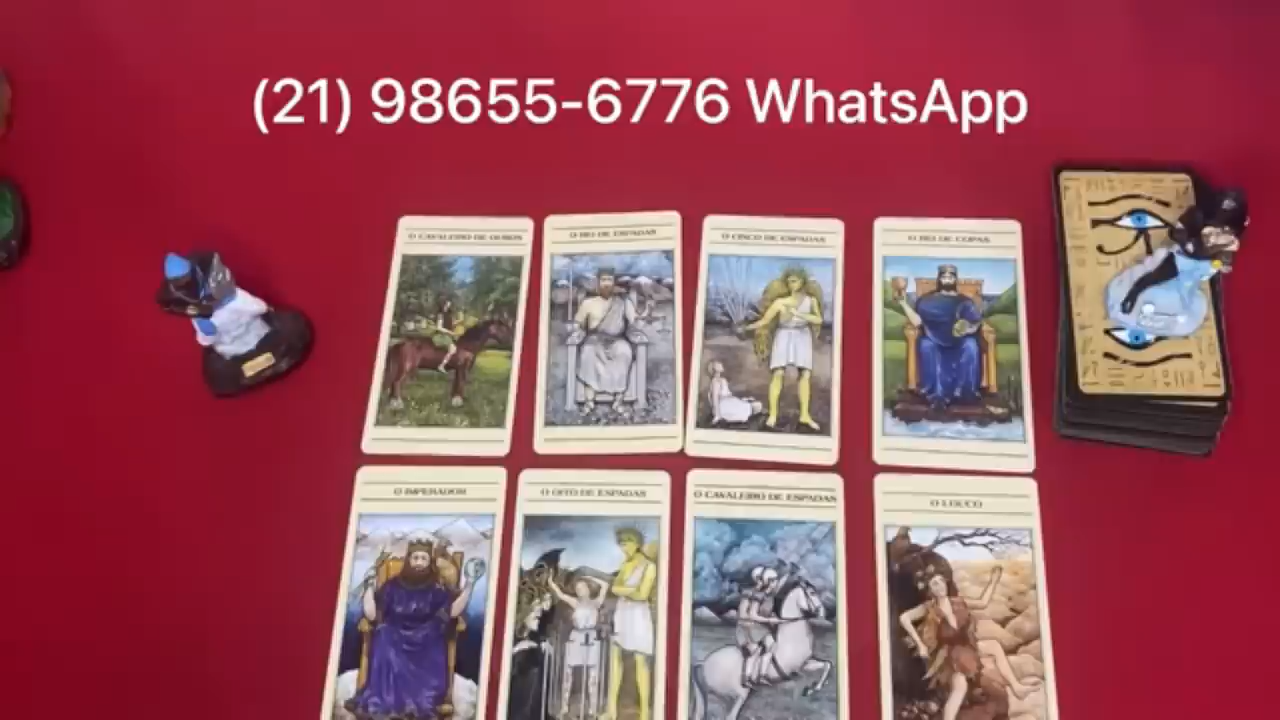 (21) 98655-6776 WhatsApp
O CAVALEIRO DE OUROS
O REI DE ESPADAS
O CINCO DE ESPADAS
O REI DE COPAS
O IMPERADOR
O OITO DE ESPADAS
O CAVALEIRO DE ESPADAS
O LOUCO